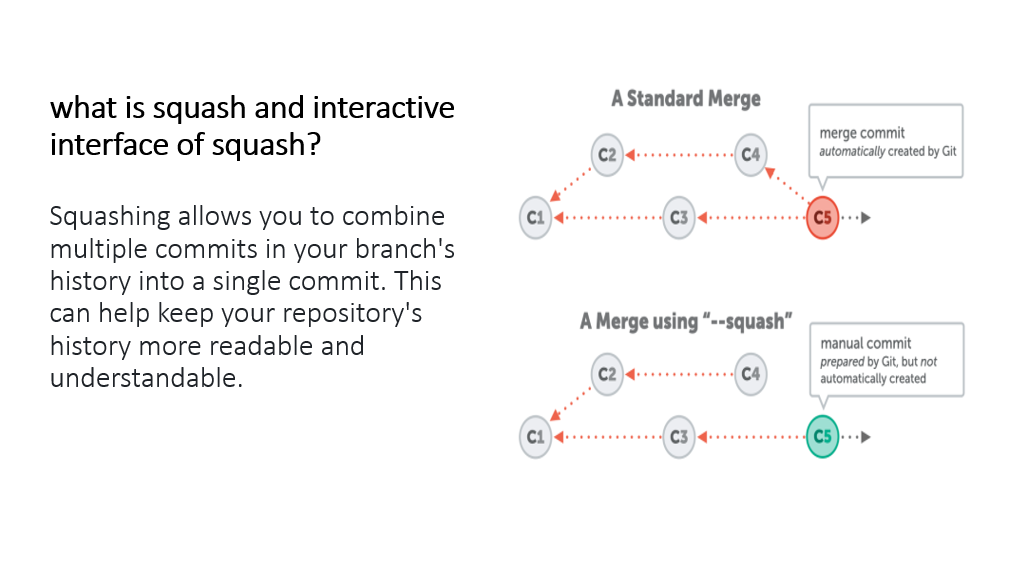 what is squash and interactive
interface of squash?
Squashing allows you to combine
multiple commits in your branch's
history into a single commit. This
can help keep your repository's
history more readable and
understandable.
A Standard Merge
merge commit
automatically created by Git
C2
C4
C1
C3
C5
A Merge using “--squash”
manual commit
prepared by Git, but not
automatically created
C2
C4
C1
C3
C5